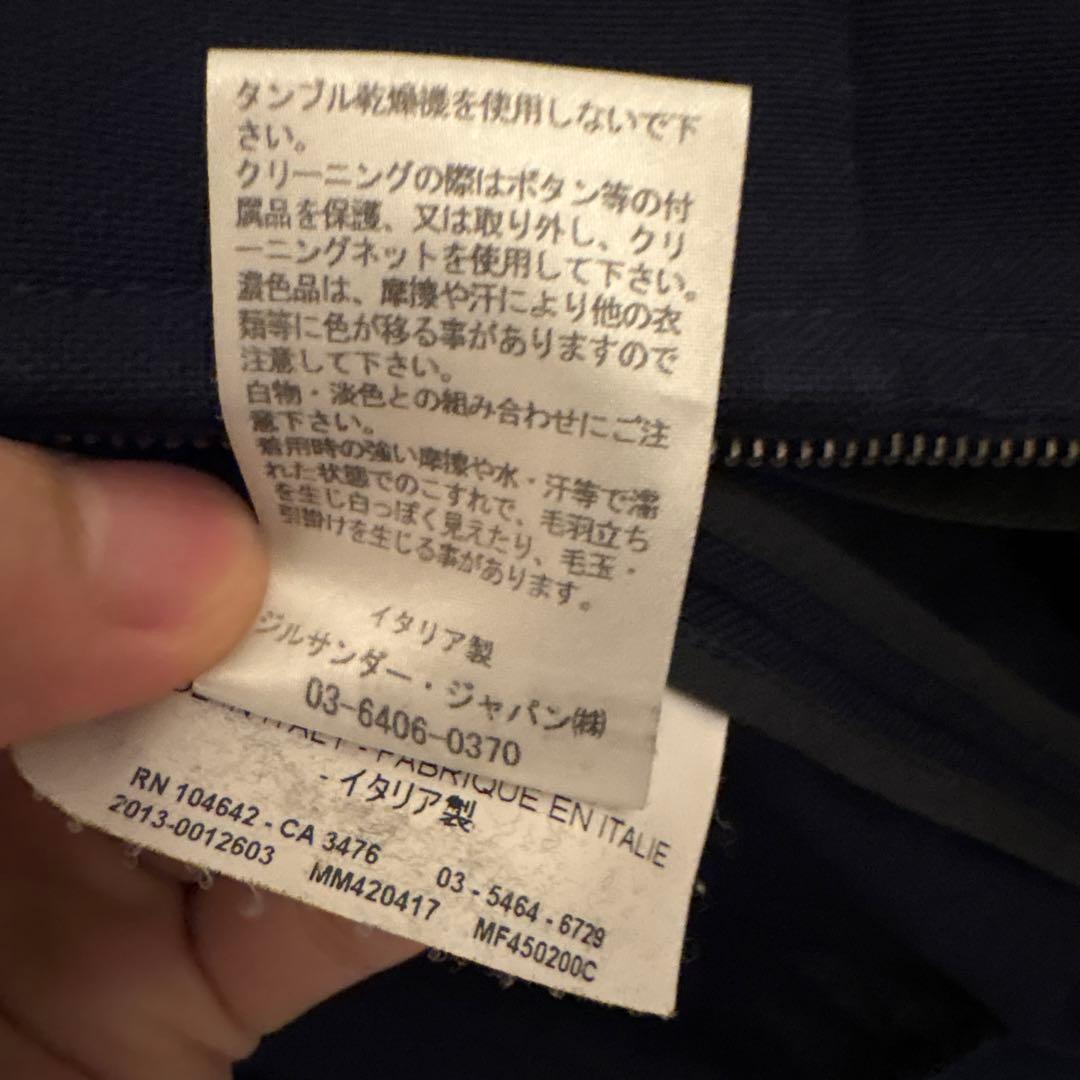 タンブル乾燥機を使用しないで下
さい。
クリーニングの際はボタン等の付
属品を保護、又は取り外し、クリ
ーニングネットを使用して下さい。
濃色品は、摩擦や汗により他の衣
類等に色が移る事がありますので
注意して下さい。
白物・淡色との組み合わせにご注
意下さい。
着用時の強い摩擦や水・汗等で濡
れた状態でのこすれで、毛羽立ち
を生じ白っぽく見えたり、毛玉・
引掛けを生じる事があります。
イタリア製
ジルサンダー・ジャパン㈱
03-6406-0370
IN ITALY - FABRIQUE EN ITALIE
- イタリア製
RN 104642 - CA 3476 03 - 5464 - 6729
2013-0012603 MM420417 MF450200C